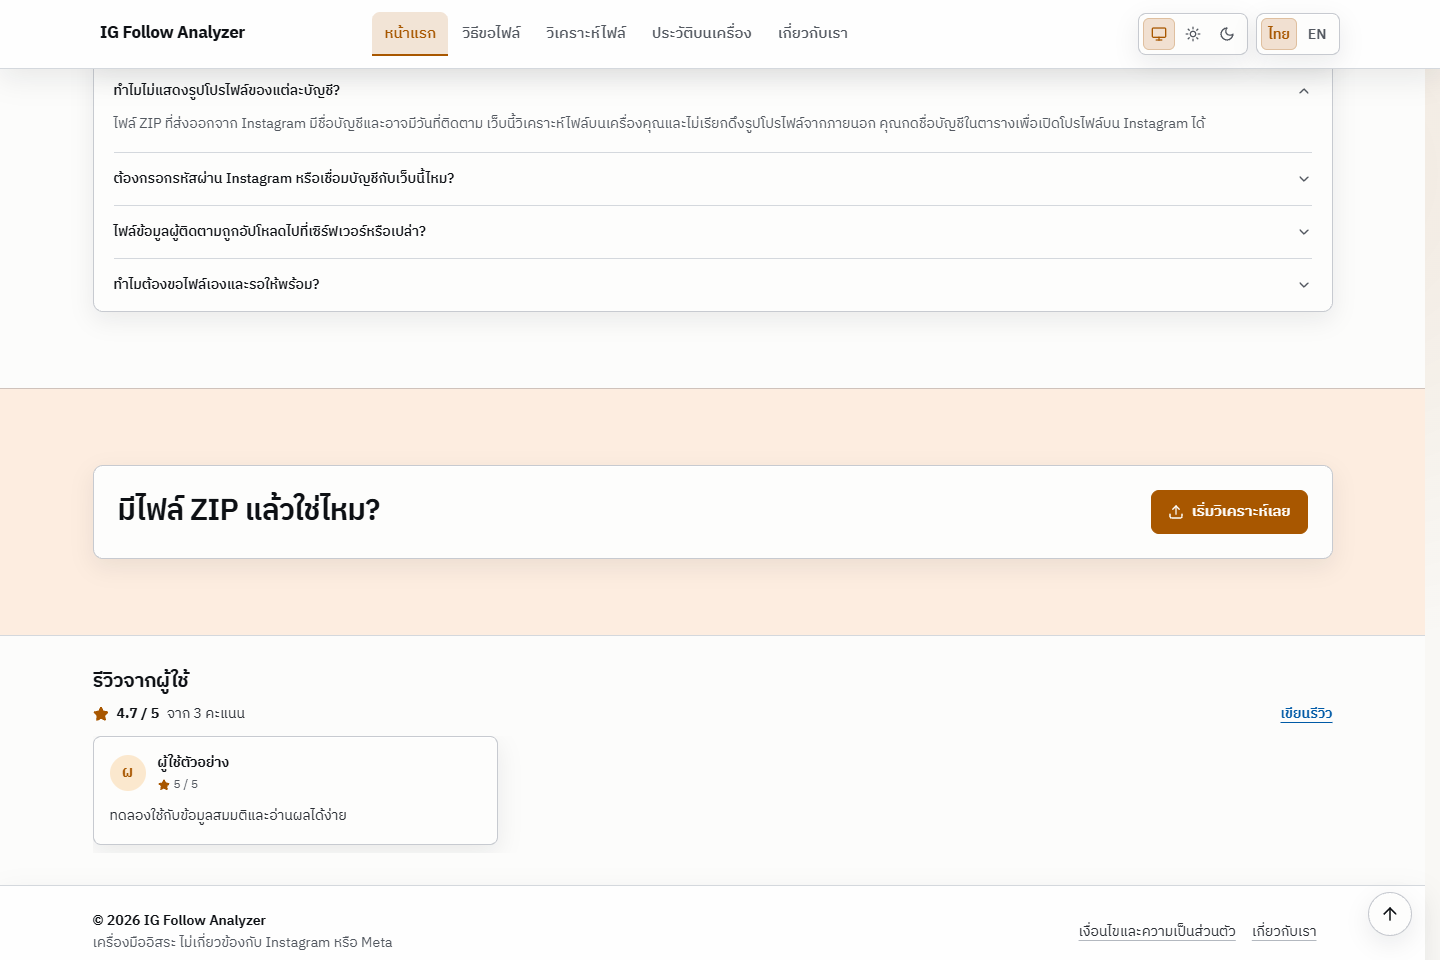 IG Follow Analyzer
หน้าแรก
วิธีขอไฟล์
วิเคราะห์ไฟล์
ประวัติบนเครื่อง
เกี่ยวกับเรา
ไทย
EN
ทำไมไม่แสดงรูปโปรไฟล์ของแต่ละบัญชี?
ไฟล์ ZIP ที่ส่งออกจาก Instagram มีชื่อบัญชีและอาจมีวันที่ติดตาม เว็บนี้วิเคราะห์ไฟล์บนเครื่องคุณและไม่เรียกดึงรูปโปรไฟล์จากภายนอก คุณกดชื่อบัญชีในตารางเพื่อเปิดโปรไฟล์บน Instagram ได้
ต้องกรอกรหัสผ่าน Instagram หรือเชื่อมบัญชีกับเว็บนี้ไหม?
ไฟล์ข้อมูลผู้ติดตามถูกอัปโหลดไปที่เซิร์ฟเวอร์หรือเปล่า?
ทำไมต้องขอไฟล์เองและรอให้พร้อม?
มีไฟล์ ZIP แล้วใช่ไหม?
เริ่มวิเคราะห์เลย
รีวิวจากผู้ใช้
4.7 / 5 จาก 3 คะแนน
เขียนรีวิว
ผ
ผู้ใช้ตัวอย่าง
5 / 5
ทดลองใช้กับข้อมูลสมมติและอ่านผลได้ง่าย
© 2026 IG Follow Analyzer
เครื่องมืออิสระ ไม่เกี่ยวข้องกับ Instagram หรือ Meta
เงื่อนไขและความเป็นส่วนตัว
เกี่ยวกับเรา